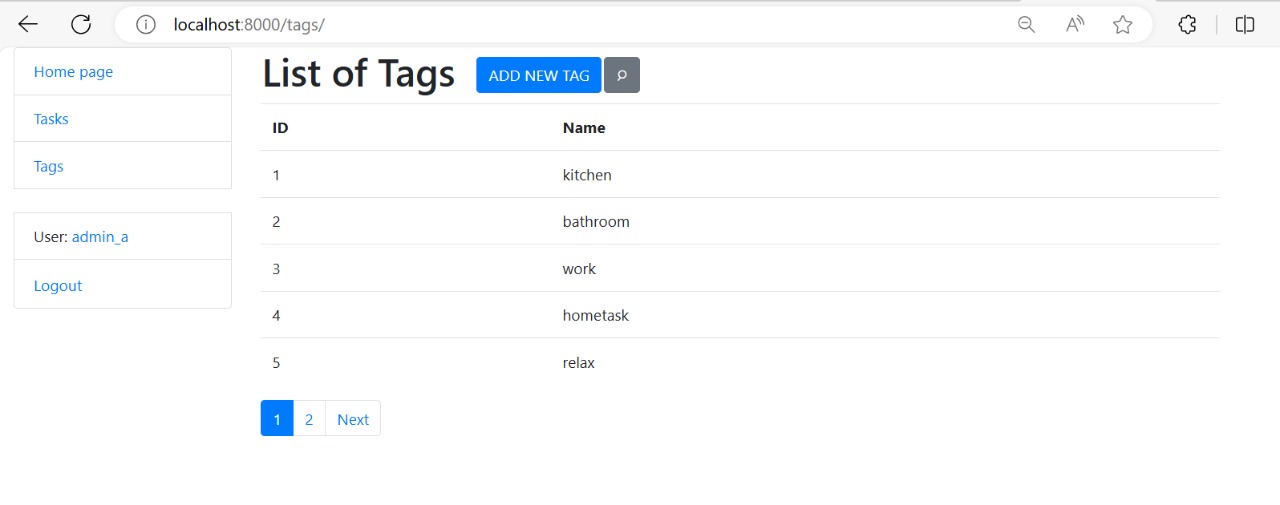 localhost:8000/tags/
Home page
Tasks
Tags
User: admin_a
Logout
List of Tags ADD NEW TAG
ID Name
1 kitchen
2 bathroom
3 work
4 hometask
5 relax
1 2 Next